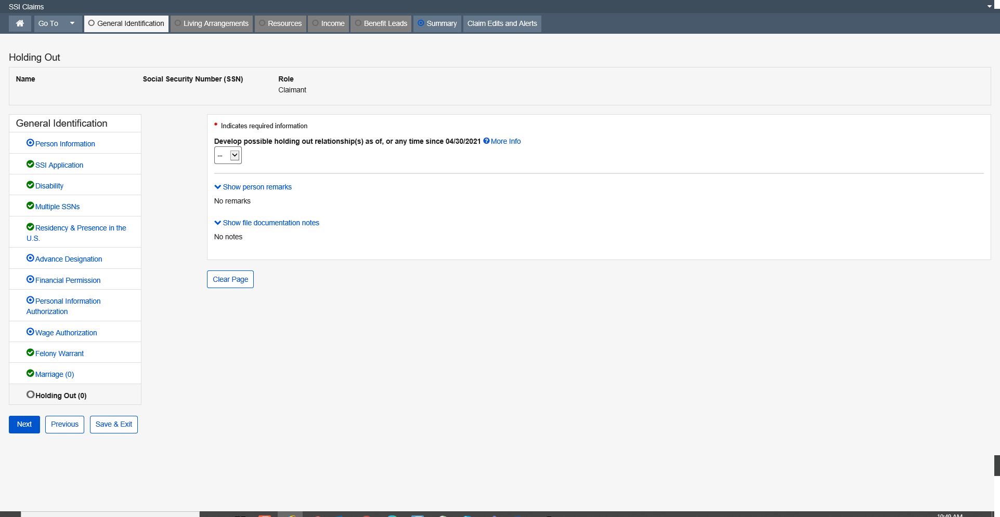 SSI Claims
Go To
General Identification
Living Arrangements
Resources
Income
Benefit Leads
Summary
Claim Edits and Alerts
Holding Out
Name
Social Security Number (SSN)
Role
Claimant
General Identification
Person Information
SSI Application
Disability
Multiple SSNs
Residency & Presence in the
U.S.
Advance Designation
Financial Permission
Personal Information
Authorization
Wage Authorization
Felony Warrant
Marriage (0)
Holding Out (0)
* Indicates required information
Develop possible holding out relationship(s) as of, or any time since 04/30/2021 More Info
--
Show person remarks
No remarks
Show file documentation notes
No notes
Clear Page
Next
Previous
Save & Exit
10:49 AM